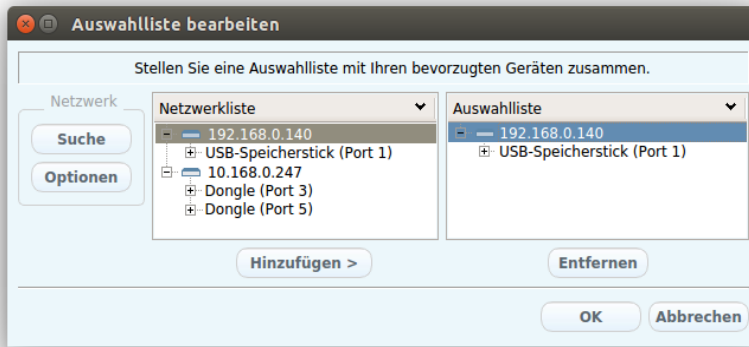 Auswahlliste bearbeiten
Stellen Sie eine Auswahlliste mit Ihren bevorzugten Geräten zusammen.
Netzwerk
Suche
Optionen
Netzwerkliste
192.168.0.140
USB-Speicherstick (Port 1)
10.168.0.247
Dongle (Port 3)
Dongle (Port 5)
Hinzufügen >
Auswahlliste
192.168.0.140
USB-Speicherstick (Port 1)
Entfernen
OK
Abbrechen